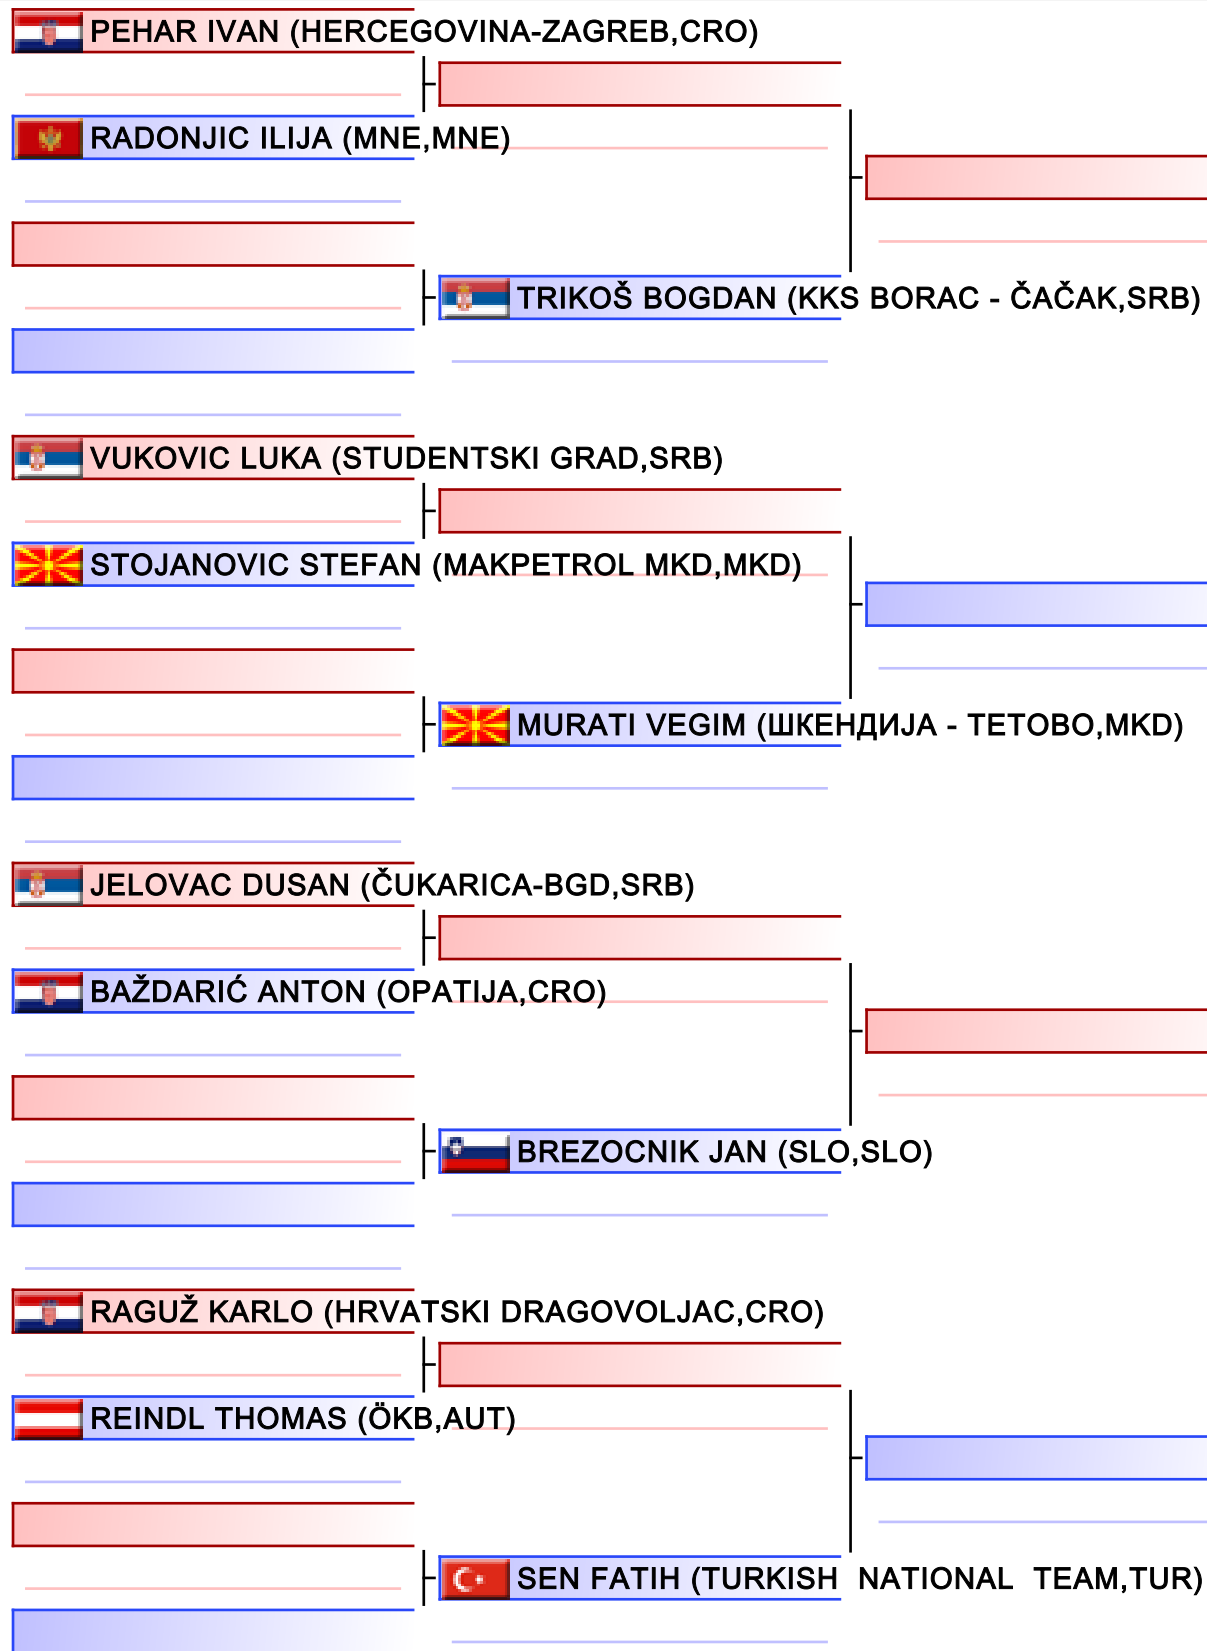 PEHAR IVAN (HERCEGOVINA-ZAGREB,CRO)
RADONJIC ILIJA (MNE,MNE)
TRIKOŠ BOGDAN (KKS BORAC - ČAČAK,SRB)
VUKOVIC LUKA (STUDENTSKI GRAD,SRB)
STOJANOVIC STEFAN (MAKPETROL MKD,MKD)
MURATI VEGIM (ШКЕНДИЈА - ТЕТОВО,MKD)
JELOVAC DUSAN (ČUKARICA-BGD,SRB)
BAŽDARIĆ ANTON (OPATIJA,CRO)
BREZOCNIK JAN (SLO,SLO)
RAGUŽ KARLO (HRVATSKI DRAGOVOLJAC,CRO)
REINDL THOMAS (ÖKB,AUT)
SEN FATIH (TURKISH  NATIONAL  TEAM,TUR)